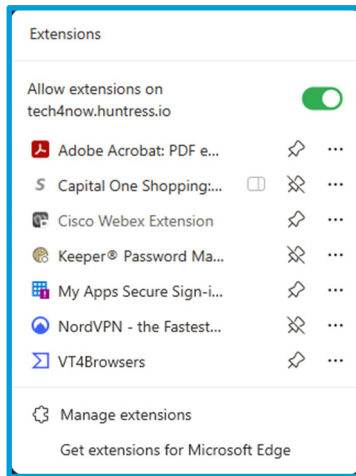 Extensions
Allow extensions on
tech4now.huntress.io
Adobe Acrobat: PDF e...
Capital One Shopping:...
Cisco Webex Extension
Keeper® Password Ma...
My Apps Secure Sign-i...
NordVPN - the Fastest...
VT4Browsers
Manage extensions
Get extensions for Microsoft Edge